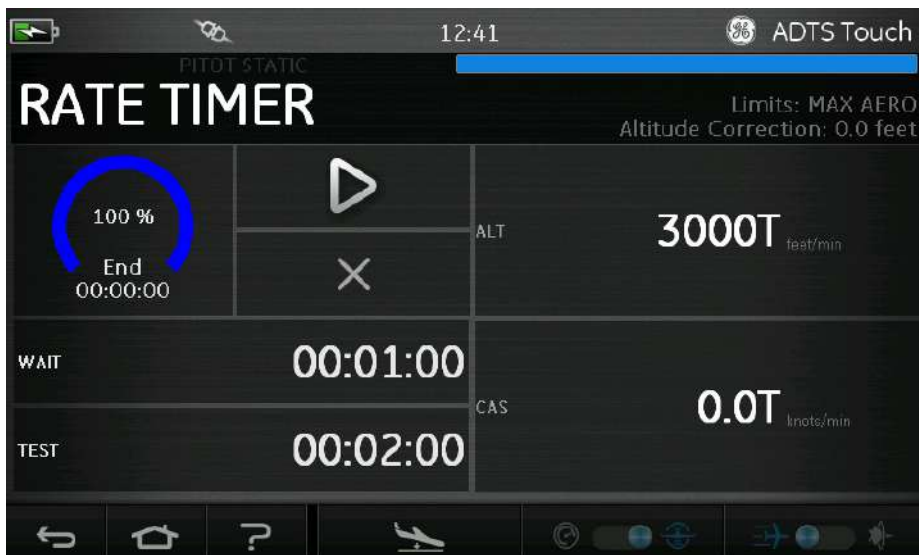 12:41
ADTS Touch
PITOT STATIC
RATE TIMER
Limits: MAX AERO
Altitude Correction: 0.0 feet
100 %
End
00:00:00
ALT
3000T feet/min
WAIT
00:01:00
TEST
00:02:00
CAS
0.0T knots/min
?